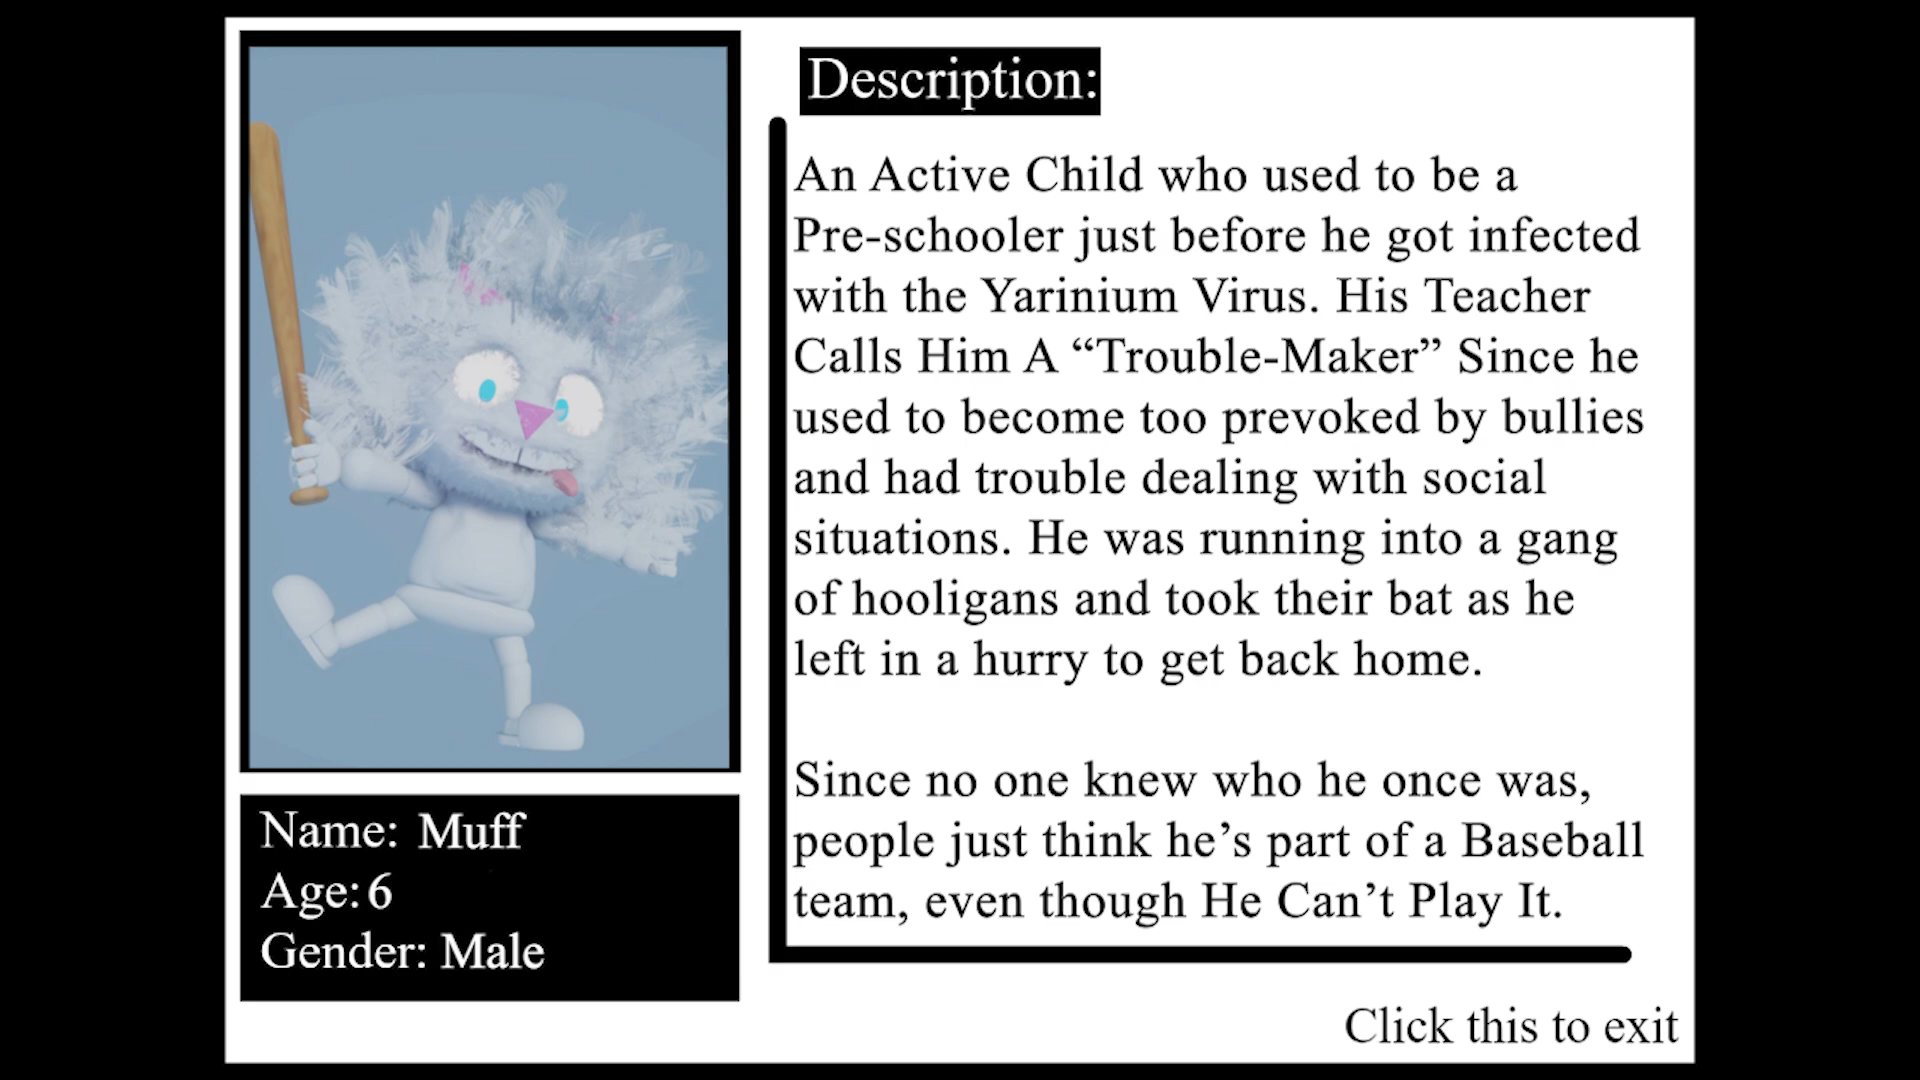 Description:
An Active Child who used to be a
Pre-schooler just before he got infected
with the Yarinium Virus. His Teacher
Calls Him A “Trouble-Maker” Since he
used to become too prevoked by bullies
and had trouble dealing with social
situations. He was running into a gang
of hooligans and took their bat as he
left in a hurry to get back home.
Since no one knew who he once was,
people just think he’s part of a Baseball
team, even though He Can’t Play It.
Name: Muff
Age: 6
Gender: Male
Click this to exit